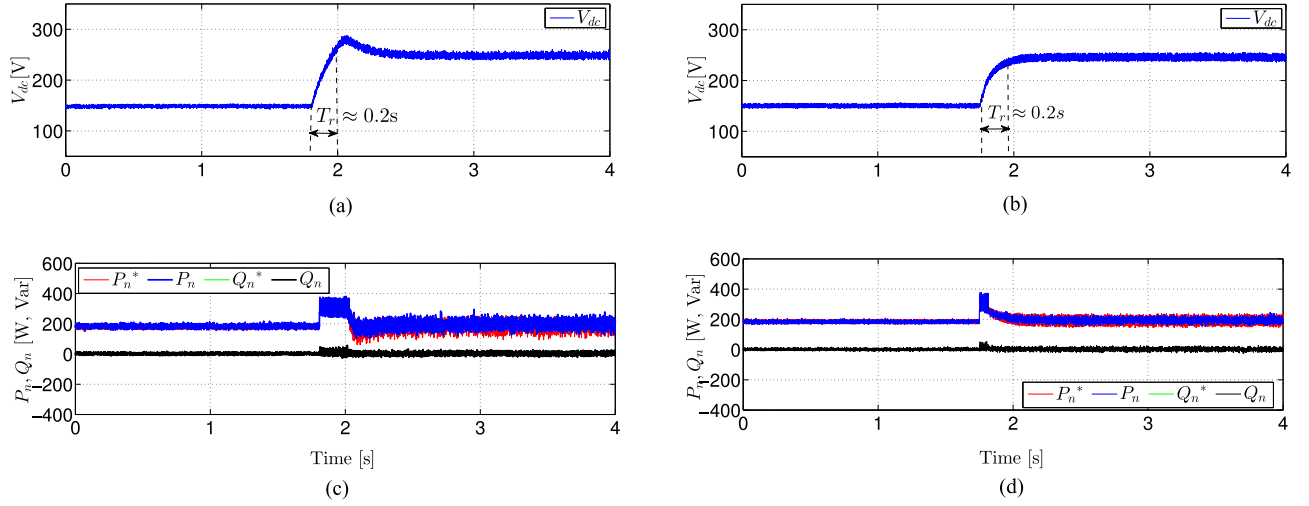 V_dc
V_dc[V]
300
200
100
T_r ≈ 0.2s
0 1 2 3 4
(a)
V_dc
V_dc[V]
300
200
100
T_r ≈ 0.2s
0 1 2 3 4
(b)
P_n, Q_n [W, Var]
600
400
200
0
−200
−400
P_n* P_n Q_n* Q_n
0 1 2 3 4
Time [s]
(c)
P_n, Q_n [W, Var]
600
400
200
0
−200
−400
P_n* P_n Q_n* Q_n
0 1 2 3 4
Time [s]
(d)